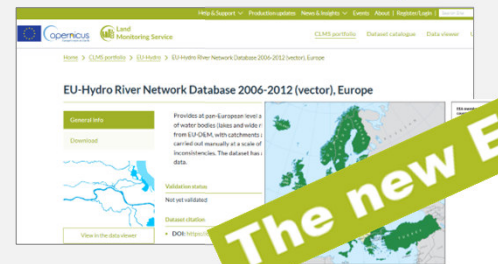 Help & Support Production updates News & Insights Events About Register/Login
Copernicus
Land
Monitoring Service
CLMS portfolio Dataset catalogue Data viewer
Home > CLMS portfolio > EU-Hydro > EU-Hydro River Network Database 2006-2012 (vector), Europe
EU-Hydro River Network Database 2006-2012 (vector), Europe
General info
Download
View in the data viewer
Provides at pan-European level a
of water bodies (lakes and wide r
from EU-DEM, with catchments
carried out manually at a scale of
inconsistencies. The dataset has
data.
Validation status
Not yet validated
Dataset citation
DOI: https://
The new E